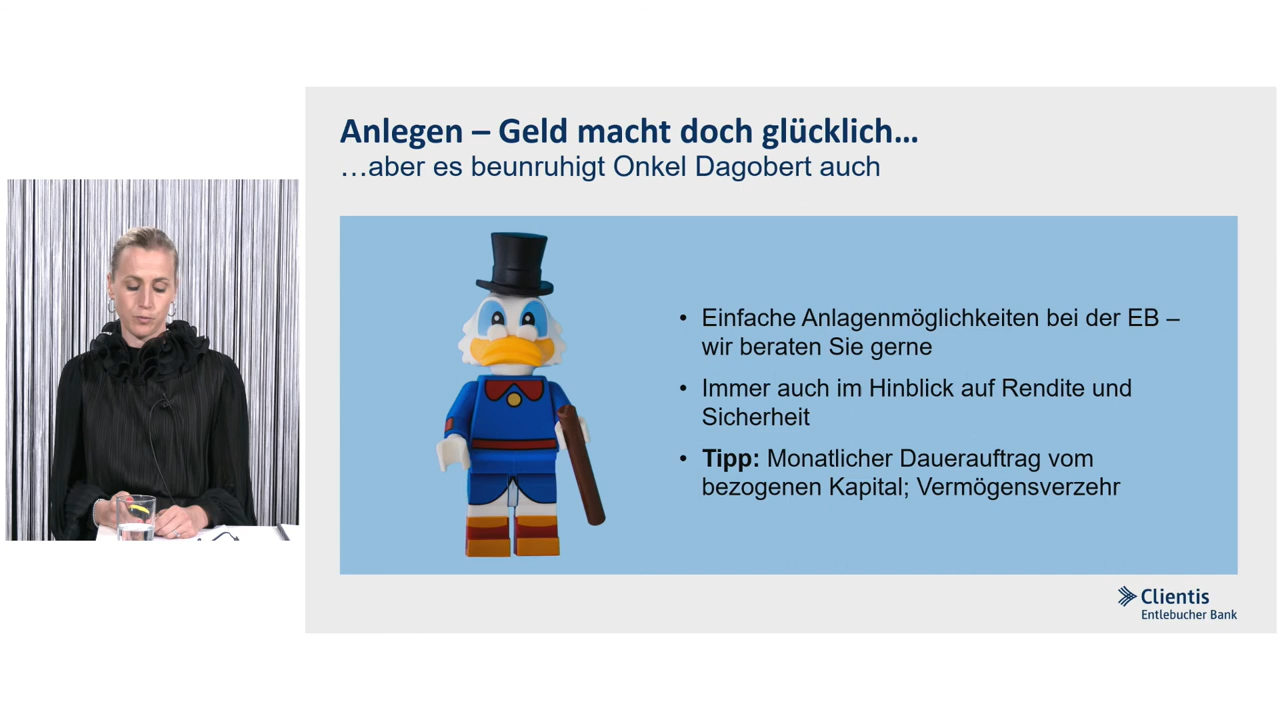 Anlegen – Geld macht doch glücklich...
...aber es beunruhigt Onkel Dagobert auch
• Einfache Anlagenmöglichkeiten bei der EB –
wir beraten Sie gerne
• Immer auch im Hinblick auf Rendite und
Sicherheit
• Tipp: Monatlicher Dauerauftrag vom
bezogenen Kapital; Vermögensverzehr
Clientis
Entlebucher Bank